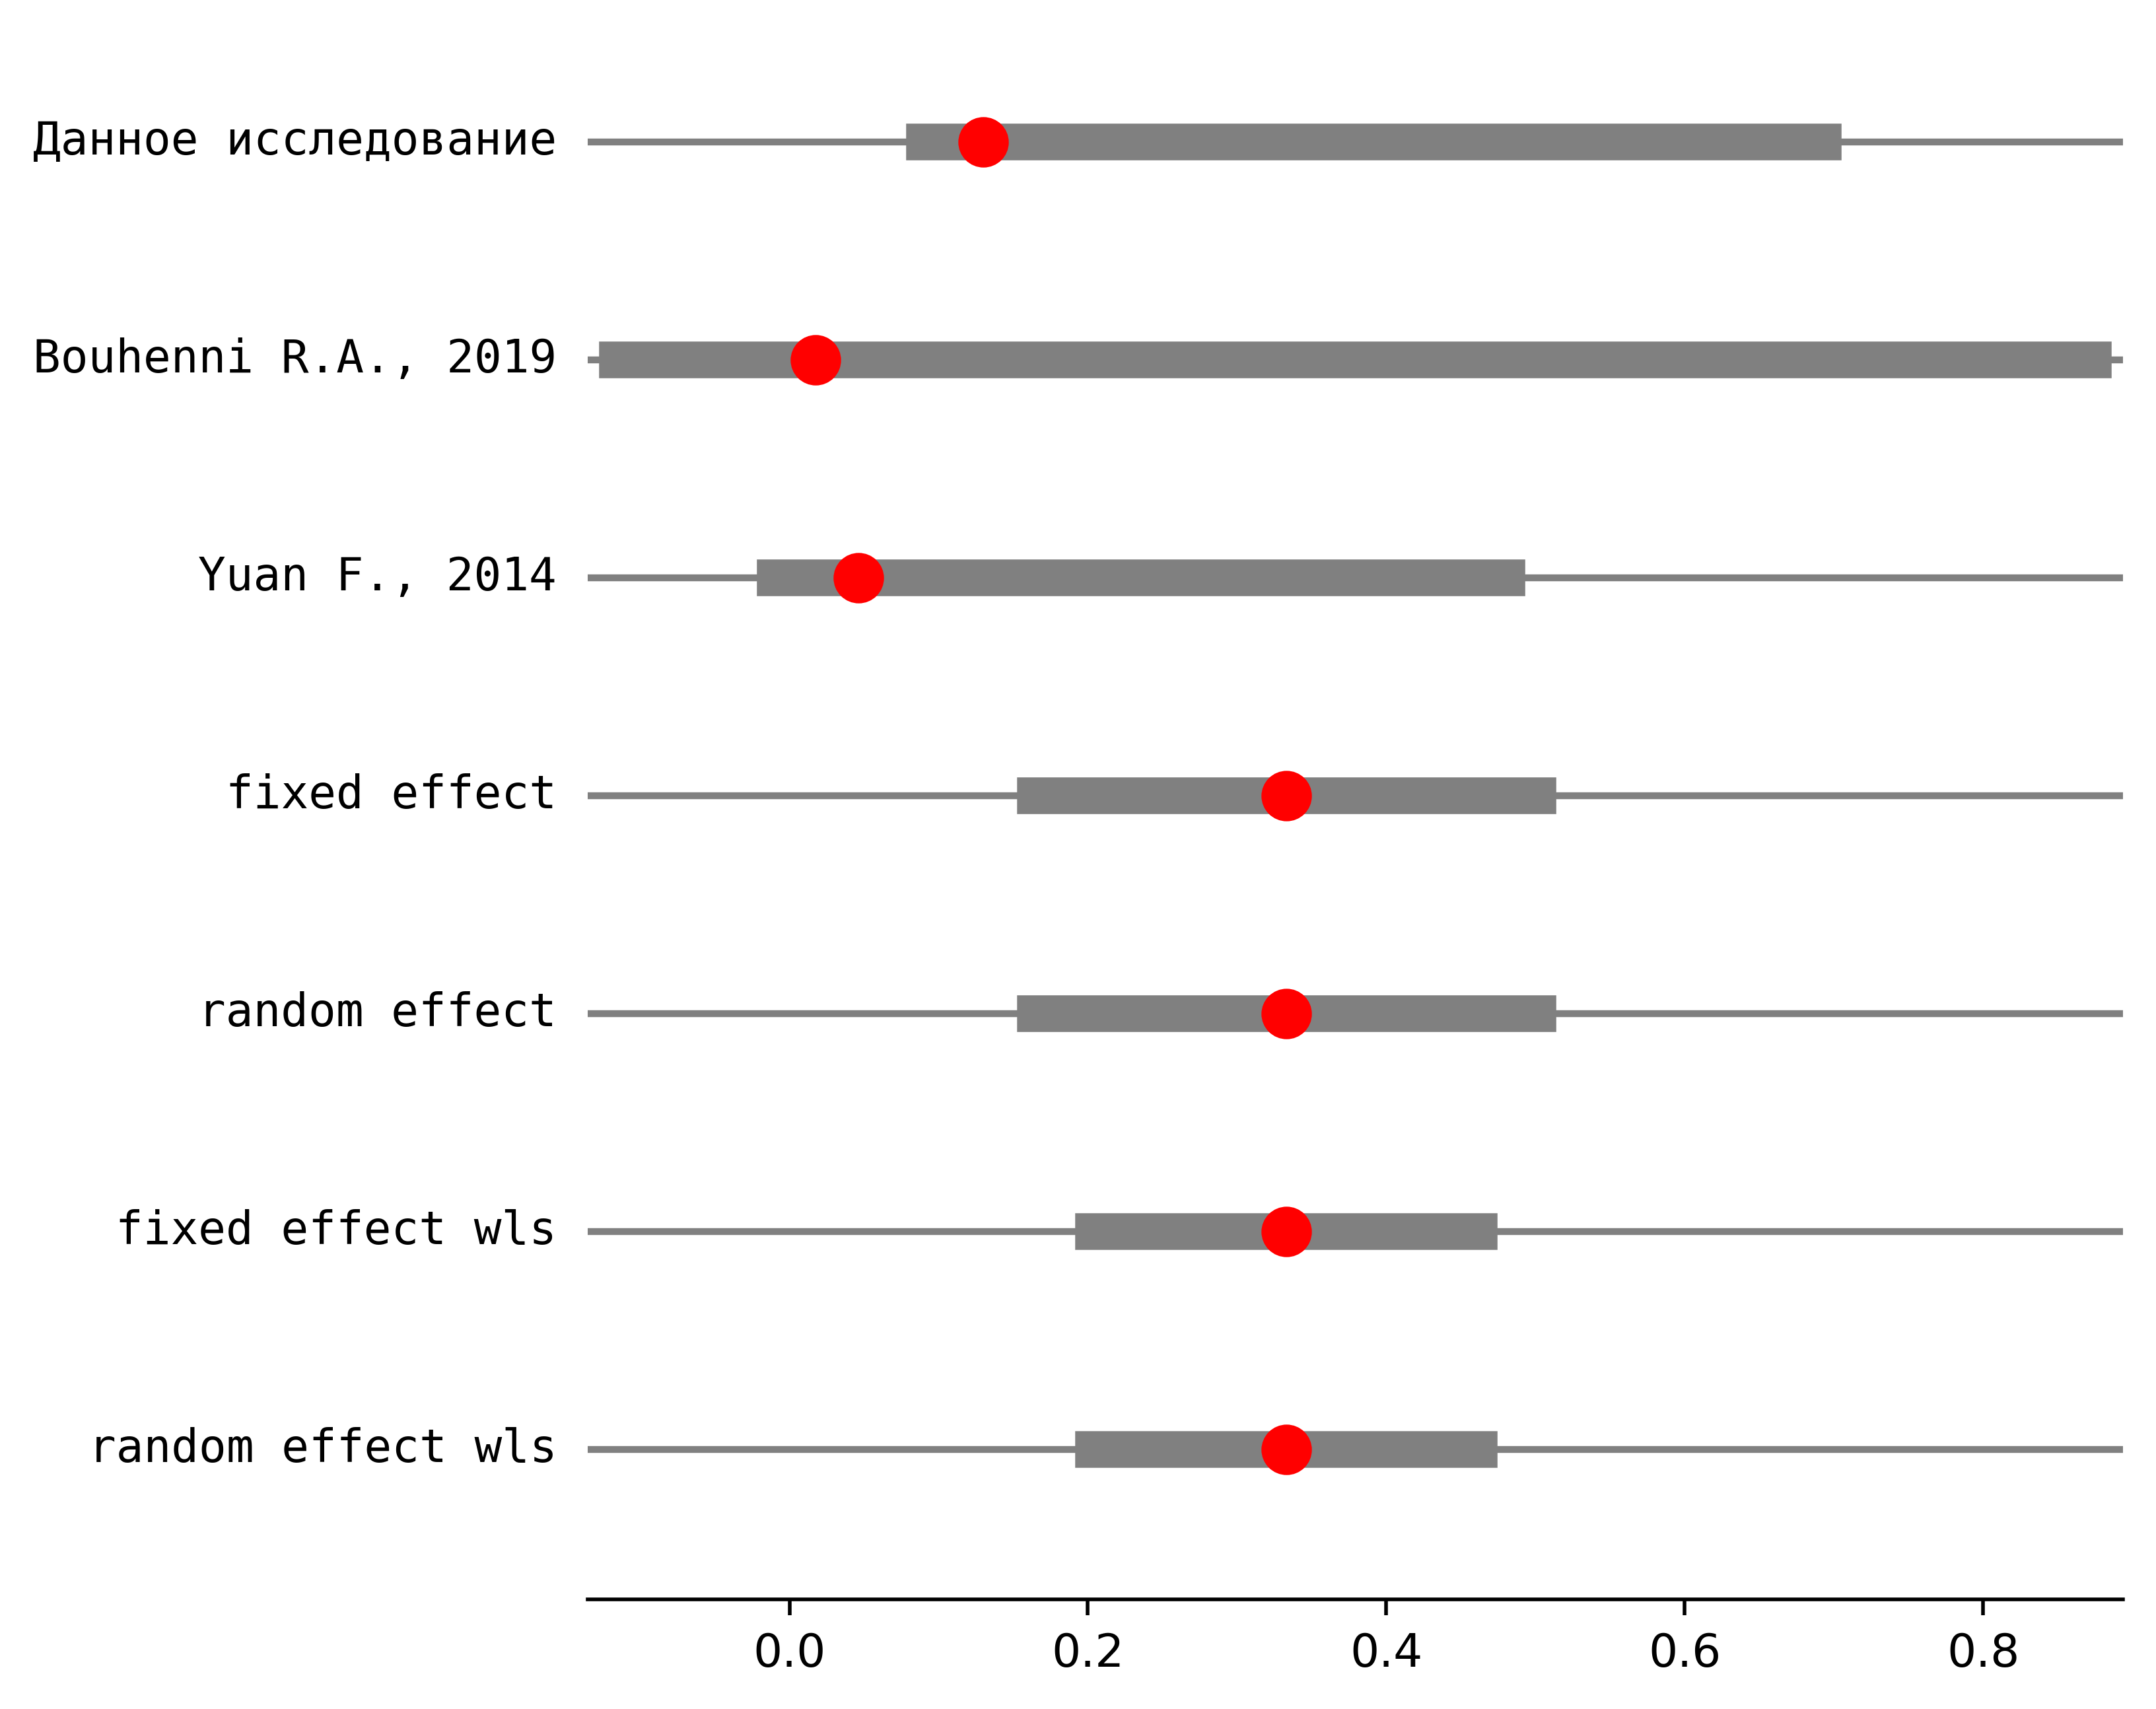 Данное исследование
Bouhenni R.A., 2019
Yuan F., 2014
fixed effect
random effect
fixed effect wls
random effect wls
0.0 0.2 0.4 0.6 0.8